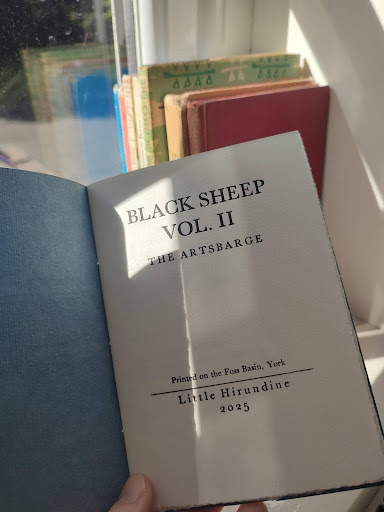 BLACK SHEEP
VOL. II
THE ARTSBARGE
Printed on the Foss Basin, York
Little Hirundine
2025